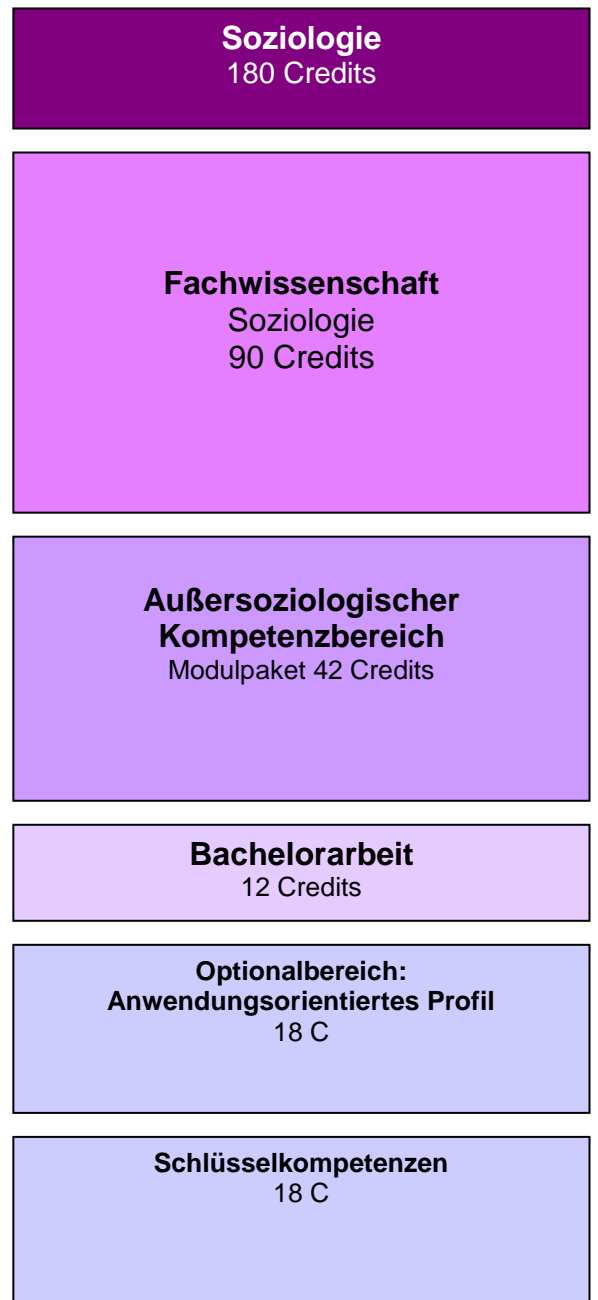 Soziologie
180 Credits
Fachwissenschaft
Soziologie
90 Credits
Außersoziologischer
Kompetenzbereich
Modulpaket 42 Credits
Bachelorarbeit
12 Credits
Optionalbereich:
Anwendungsorientiertes Profil
18 C
Schlüsselkompetenzen
18 C